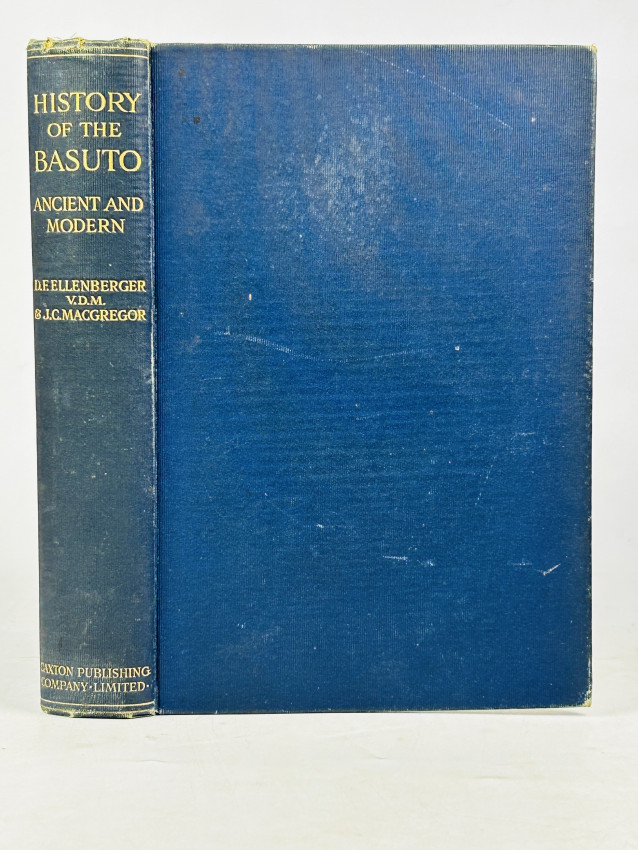 HISTORY
OF THE
BASUTO
ANCIENT AND
MODERN
D.F. ELLENBERGER
V.D.M.
& J.C. MACGREGOR
CAXTON PUBLISHING
COMPANY · LIMITED ·